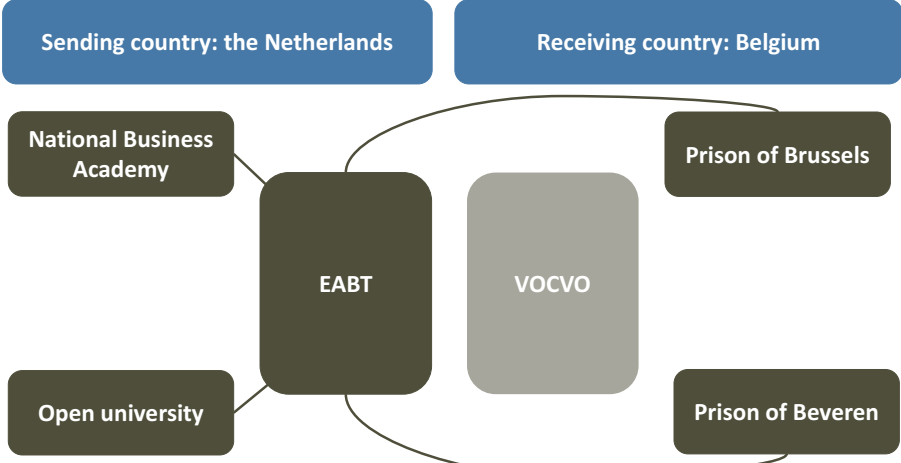 Sending country: the Netherlands
Receiving country: Belgium
National Business
Academy
Prison of Brussels
EABT
VOCVO
Open university
Prison of Beveren